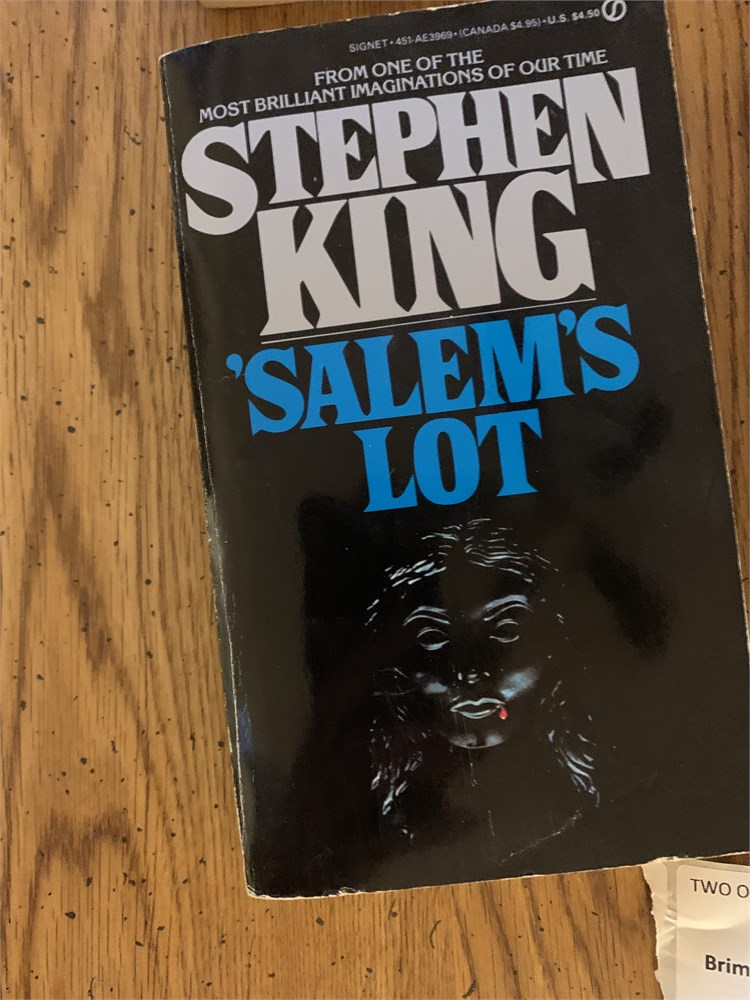 SIGNET • 451-AE3969 • (CANADA $4.95) • U.S. $4.50
FROM ONE OF THE
MOST BRILLIANT IMAGINATIONS OF OUR TIME
STEPHEN
KING
'SALEM'S
LOT
TWO O
Brim